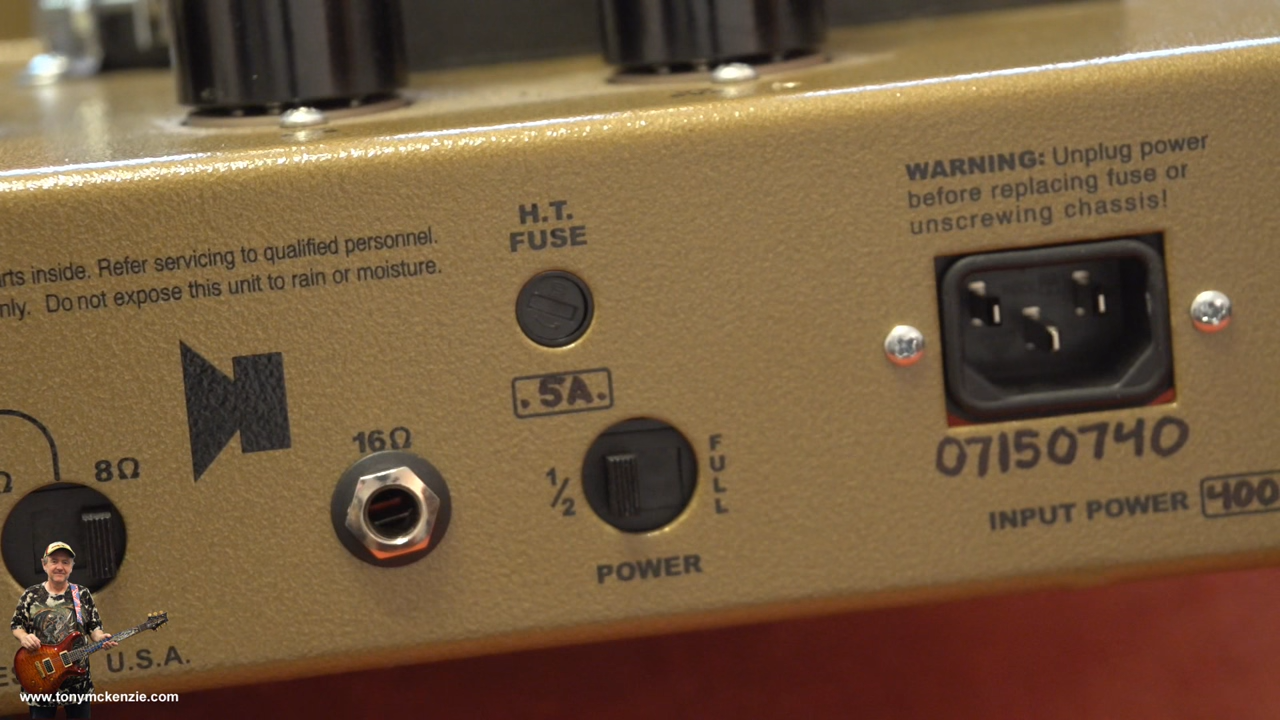 WARNING: Unplug power
before replacing fuse or
unscrewing chassis!
H.T.
FUSE
inside. Refer servicing to qualified personnel.
Do not expose this unit to rain or moisture.
.5A.
16Ω
8Ω
Ω
1/2
FULL
POWER
07150740
INPUT POWER 400
U.S.A.
www.tonymckenzie.com